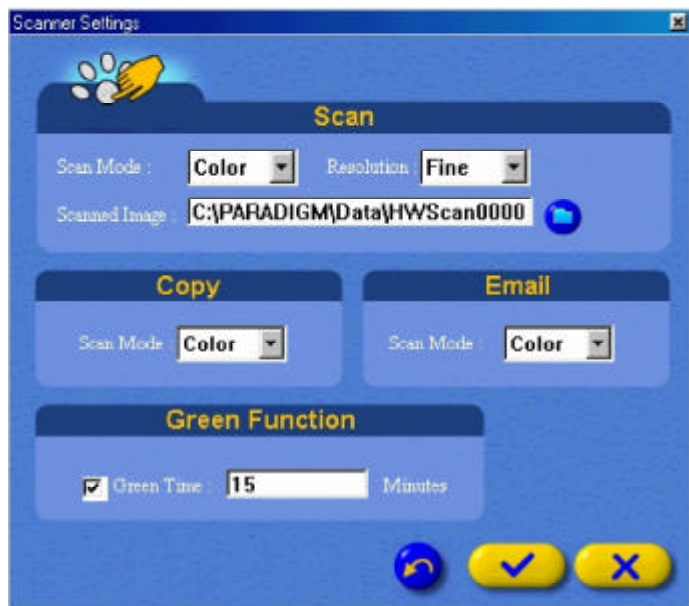 Scanner Settings
Scan
Scan Mode : Color Resolution : Fine
Scanned Image : C:\PARADIGM\Data\HWScan0000
Copy
Scan Mode Color
Email
Scan Mode : Color
Green Function
Green Time : 15 Minutes